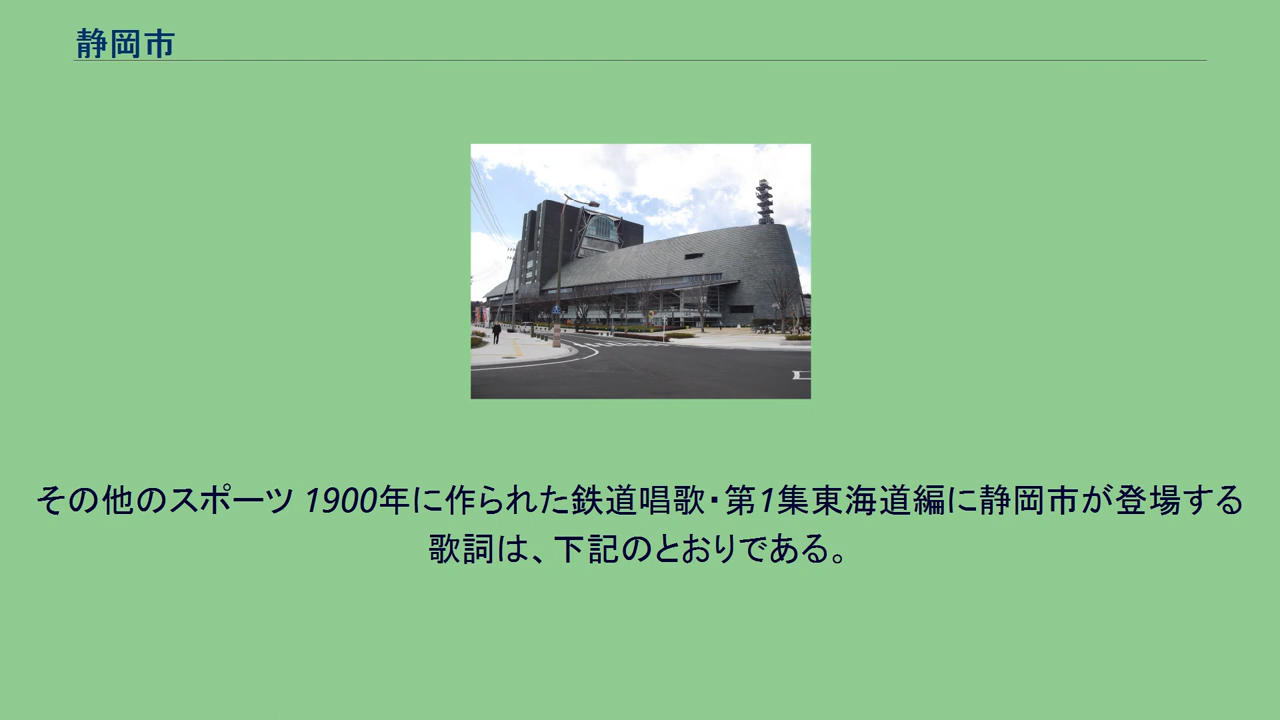 静岡市
その他のスポーツ 1900年に作られた鉄道唱歌・第1集東海道編に静岡市が登場する
歌詞は、下記のとおりである。